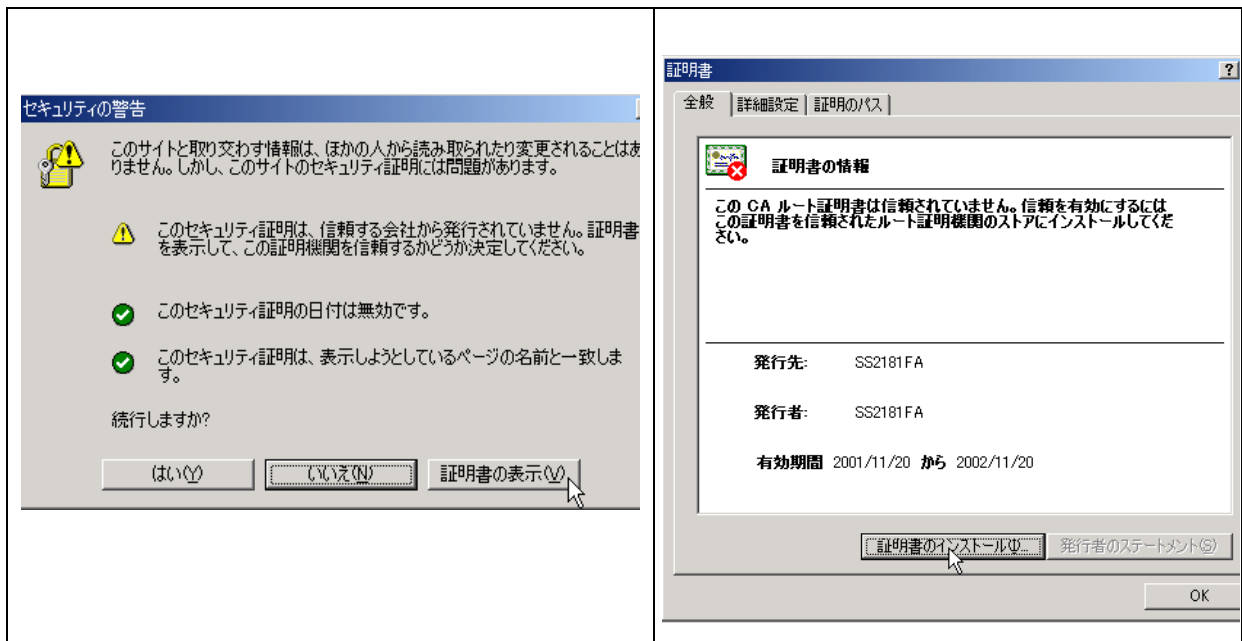 セキュリティの警告
このサイトと取り交わす情報は、ほかの人から読み取られたり変更されることはあ
りません。しかし、このサイトのセキュリティ証明には問題があります。
このセキュリティ証明は、信頼する会社から発行されていません。証明書
を表示して、この証明機関を信頼するかどうか決定してください。
このセキュリティ証明の日付は無効です。
このセキュリティ証明は、表示しようとしているページの名前と一致しま
す。
続行しますか?
はい(Y)
いいえ(N)
証明書の表示(V)
証明書
?
全般
詳細設定
証明のパス
証明書の情報
この CA ルート証明書は信頼されていません。信頼を有効にするには
この証明書を信頼されたルート証明機関のストアにインストールしてくだ
さい。
発行先: SS2181FA
発行者: SS2181FA
有効期間 2001/11/20 から 2002/11/20
証明書のインストール(I)...
発行者のステートメント(S)
OK